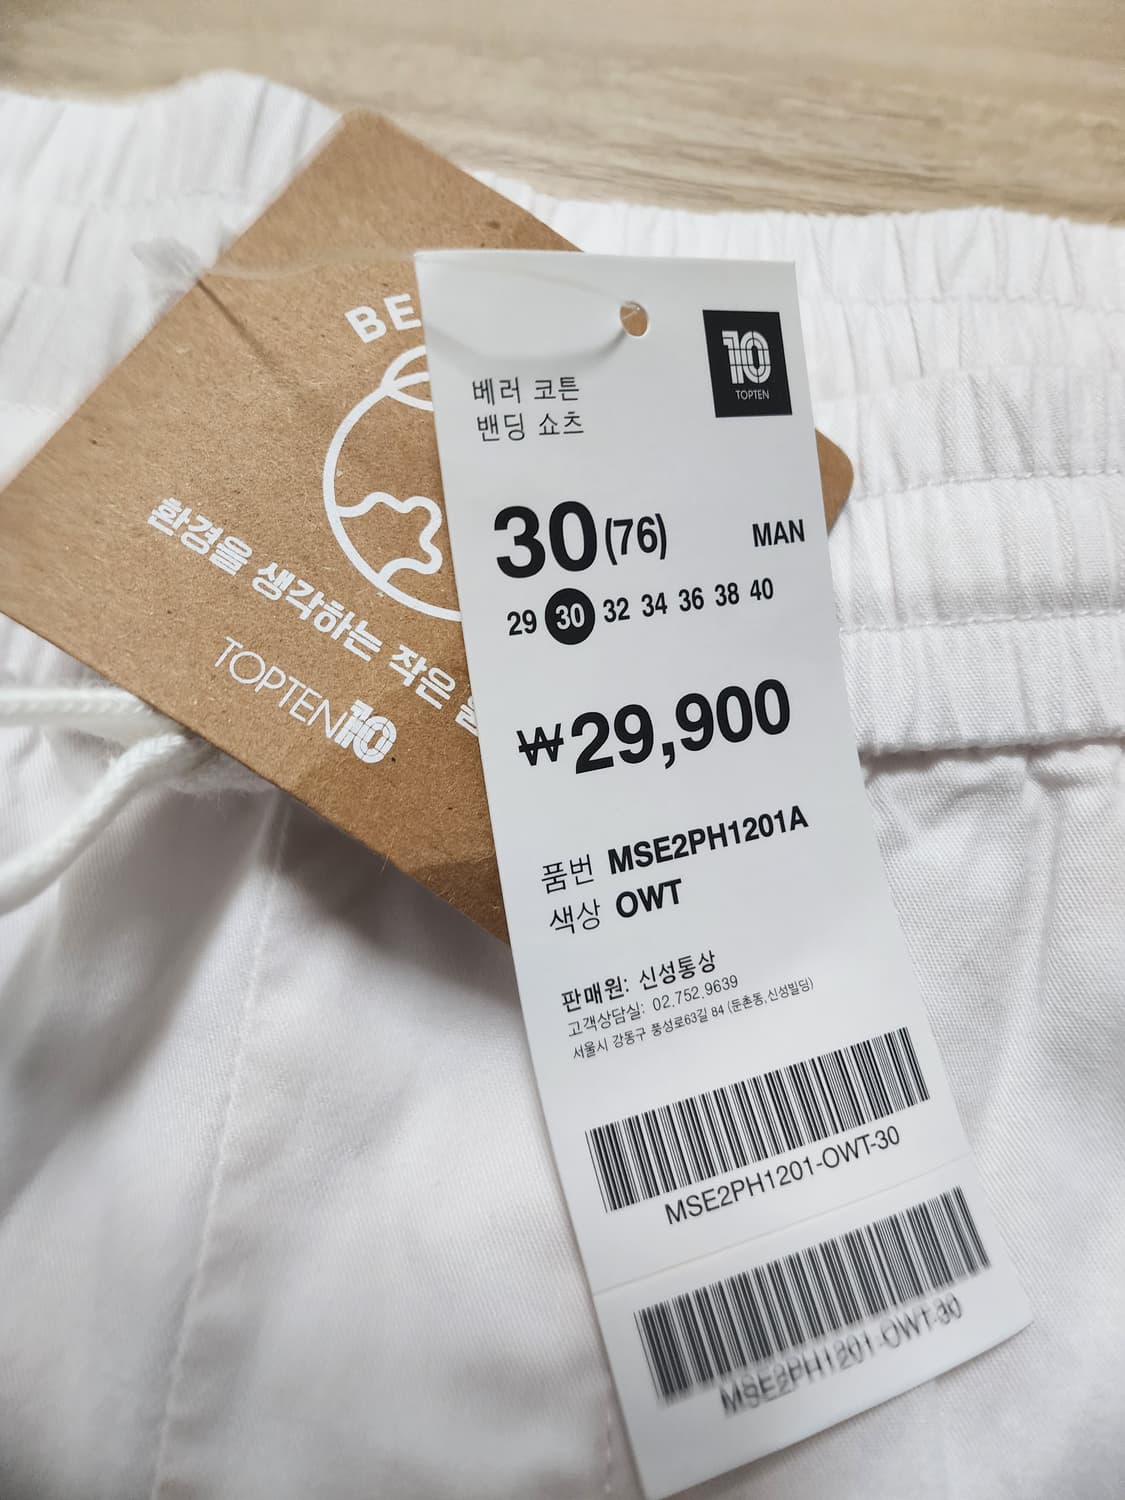 BE
환경을 생각하는 작은
TOPTEN10
10
TOPTEN
베러 코튼
밴딩 쇼츠
30(76) MAN
29 30 32 34 36 38 40
₩29,900
품번 MSE2PH1201A
색상 OWT
판매원: 신성통상
고객상담실: 02.752.9639
서울시 강동구 풍성로63길 84 (둔촌동,신성빌딩)
MSE2PH1201-OWT-30
MSE2PH1201-OWT-30